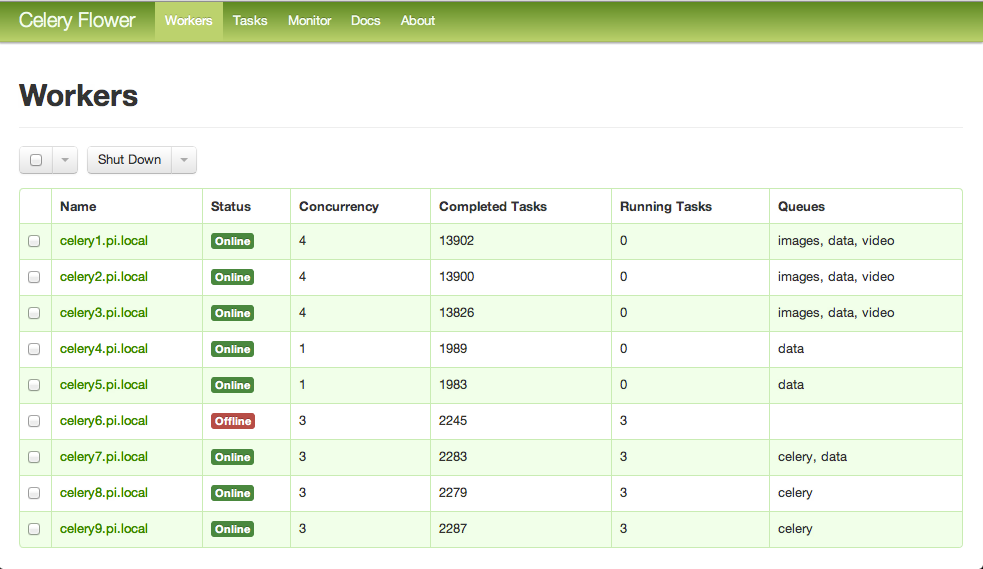 Celery Flower Workers Tasks Monitor Docs About
Workers
Shut Down
Name Status Concurrency Completed Tasks Running Tasks Queues
celery1.pi.local Online 4 13902 0 images, data, video
celery2.pi.local Online 4 13900 0 images, data, video
celery3.pi.local Online 4 13826 0 images, data, video
celery4.pi.local Online 1 1989 0 data
celery5.pi.local Online 1 1983 0 data
celery6.pi.local Offline 3 2245 3
celery7.pi.local Online 3 2283 3 celery, data
celery8.pi.local Online 3 2279 3 celery
celery9.pi.local Online 3 2287 3 celery